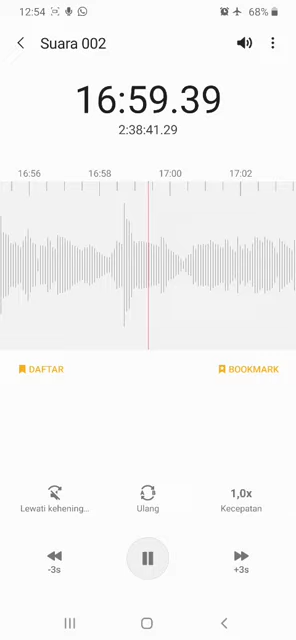 12:54 68%
Suara 002
16:59.39
2:38:41.29
16:56 16:58 17:00 17:02
DAFTAR BOOKMARK
1,0x
Lewati kehening... Ulang Kecepatan
-3s +3s